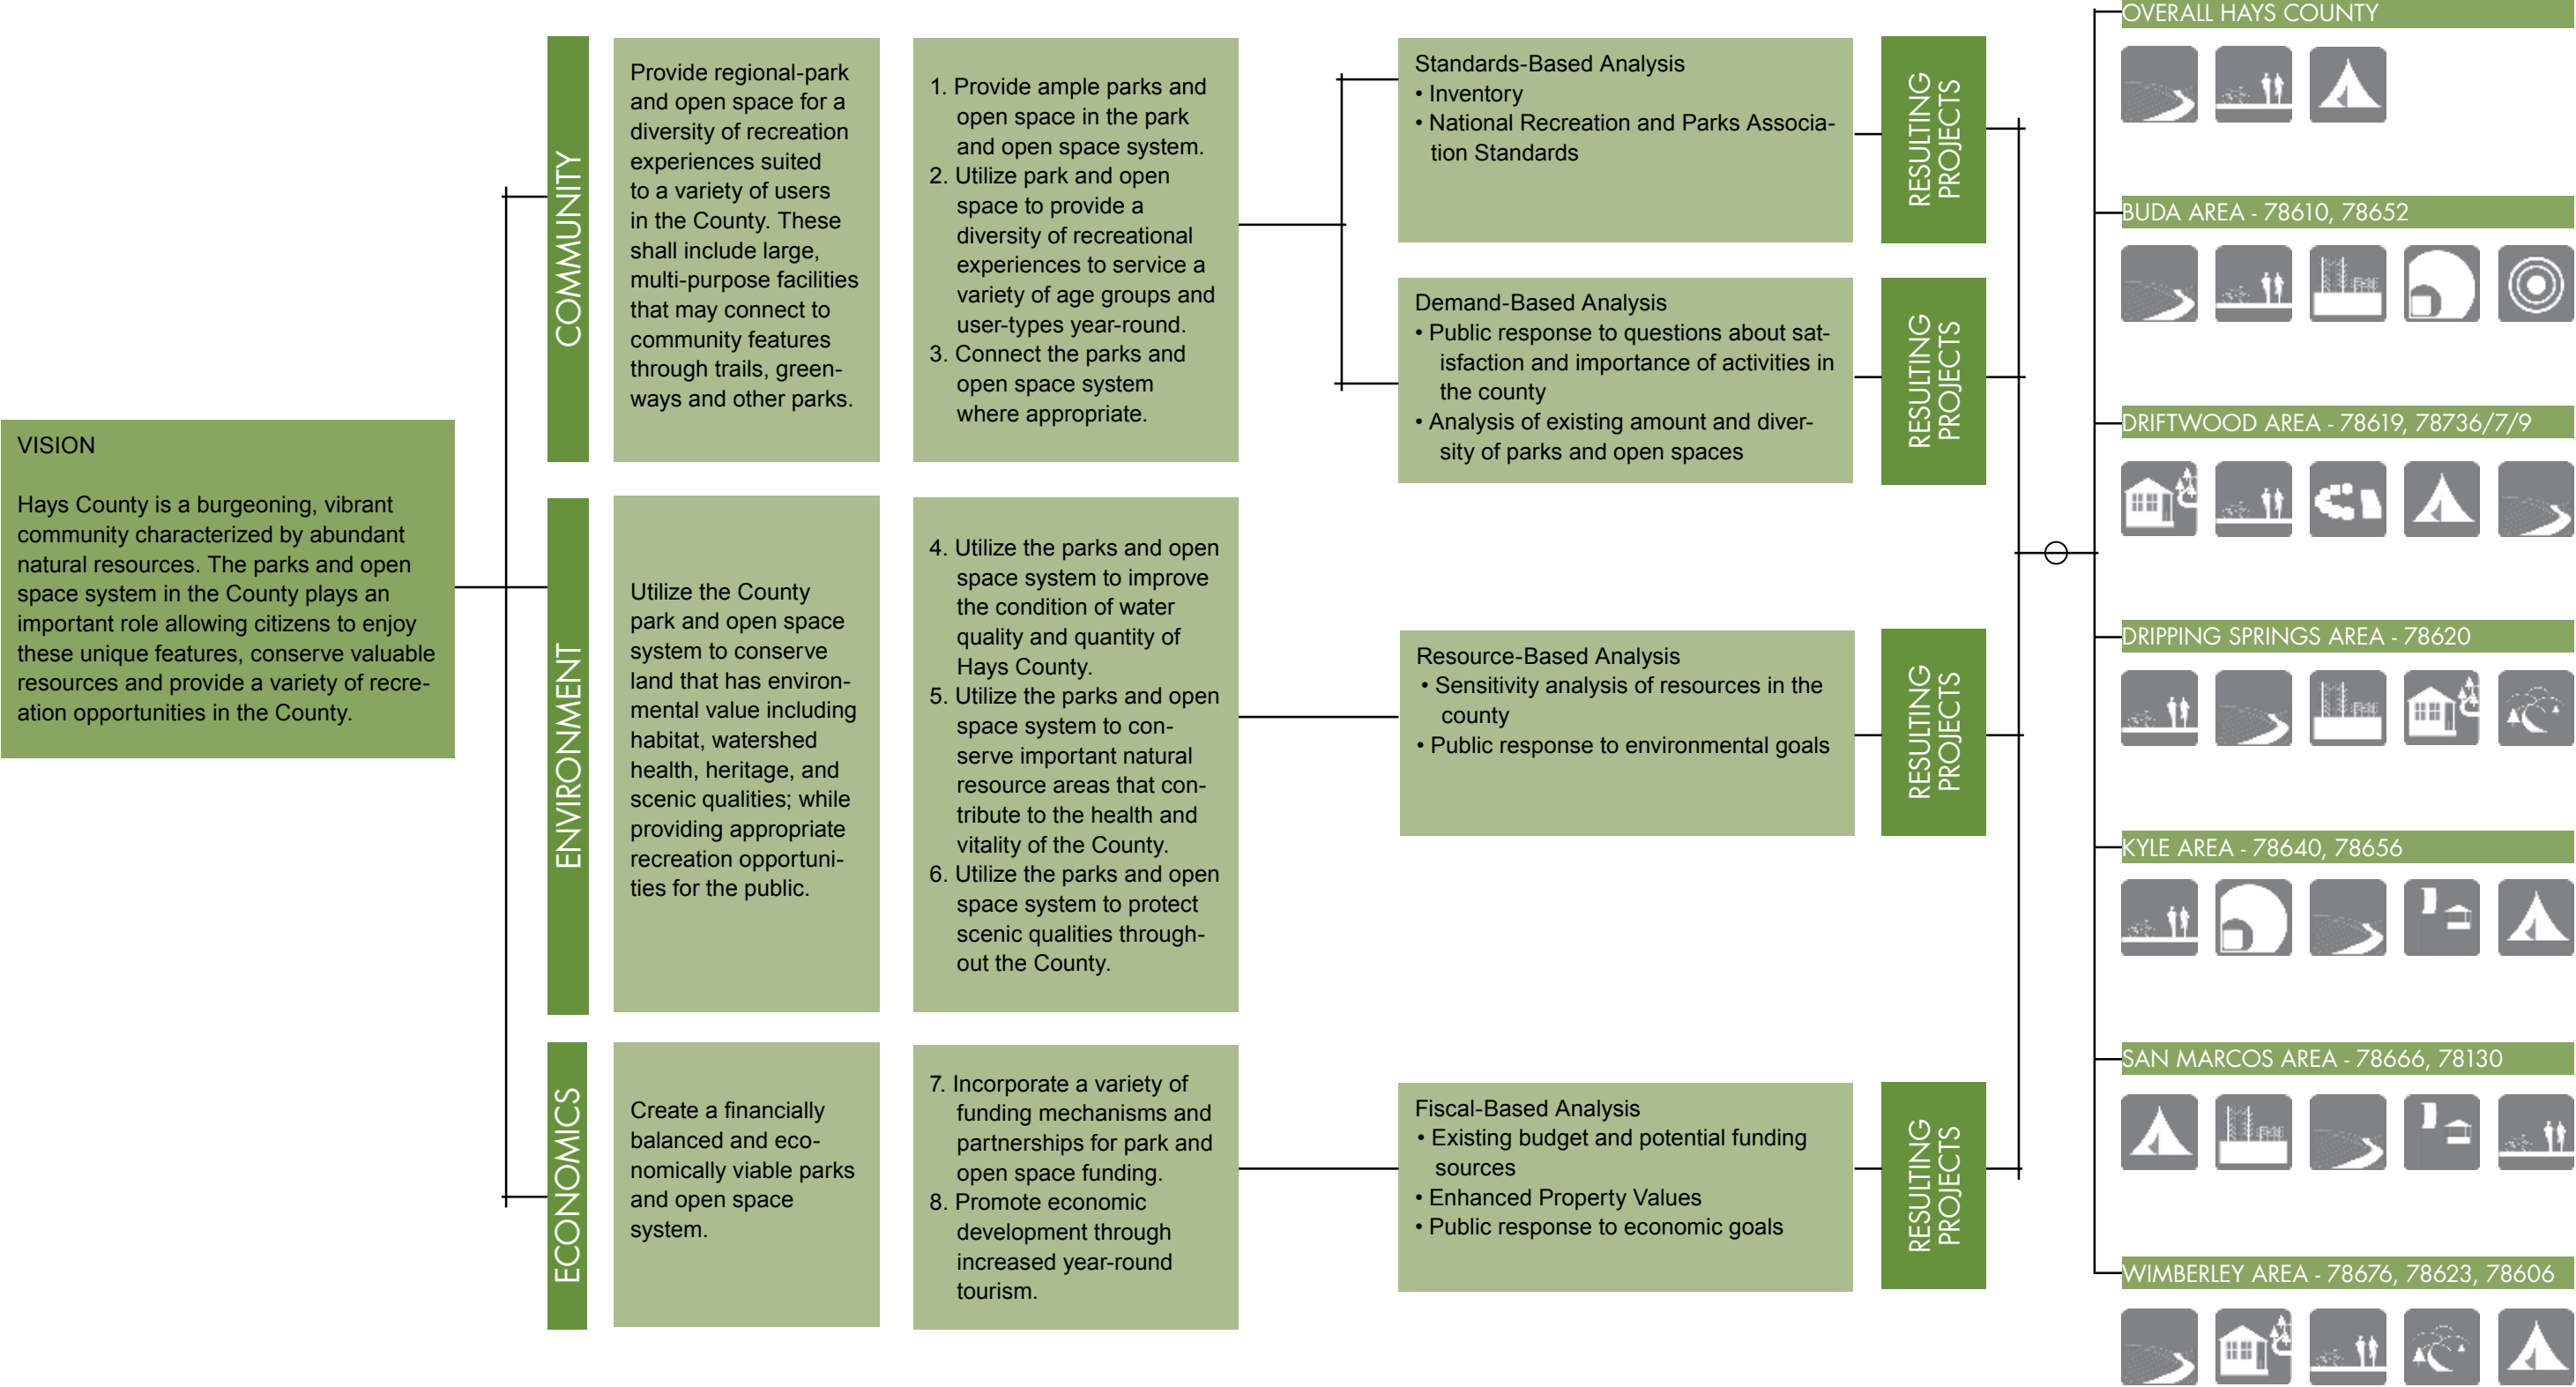 VISION
Hays County is a burgeoning, vibrant
community characterized by abundant
natural resources. The parks and open
space system in the County plays an
important role allowing citizens to enjoy
these unique features, conserve valuable
resources and provide a variety of recre-
ation opportunities in the County.
COMMUNITY
Provide regional-park
and open space for a
diversity of recreation
experiences suited
to a variety of users
in the County. These
shall include large,
multi-purpose facilities
that may connect to
community features
through trails, green-
ways and other parks.
1. Provide ample parks and
open space in the park
and open space system.
2. Utilize park and open
space to provide a
diversity of recreational
experiences to service a
variety of age groups and
user-types year-round.
3. Connect the parks and
open space system
where appropriate.
Standards-Based Analysis
• Inventory
• National Recreation and Parks Associa-
tion Standards
RESULTING
PROJECTS
Demand-Based Analysis
• Public response to questions about sat-
isfaction and importance of activities in
the county
• Analysis of existing amount and diver-
sity of parks and open spaces
RESULTING
PROJECTS
ENVIRONMENT
Utilize the County
park and open space
system to conserve
land that has environ-
mental value including
habitat, watershed
health, heritage, and
scenic qualities; while
providing appropriate
recreation opportuni-
ties for the public.
4. Utilize the parks and open
space system to improve
the condition of water
quality and quantity of
Hays County.
5. Utilize the parks and open
space system to con-
serve important natural
resource areas that con-
tribute to the health and
vitality of the County.
6. Utilize the parks and open
space system to protect
scenic qualities through-
out the County.
Resource-Based Analysis
• Sensitivity analysis of resources in the
county
• Public response to environmental goals
RESULTING
PROJECTS
ECONOMICS
Create a financially
balanced and eco-
nomically viable parks
and open space
system.
7. Incorporate a variety of
funding mechanisms and
partnerships for park and
open space funding.
8. Promote economic
development through
increased year-round
tourism.
Fiscal-Based Analysis
• Existing budget and potential funding
sources
• Enhanced Property Values
• Public response to economic goals
RESULTING
PROJECTS
OVERALL HAYS COUNTY
BUDA AREA - 78610, 78652
DRIFTWOOD AREA - 78619, 78736/7/9
DRIPPING SPRINGS AREA - 78620
KYLE AREA - 78640, 78656
SAN MARCOS AREA - 78666, 78130
WIMBERLEY AREA - 78676, 78623, 78606